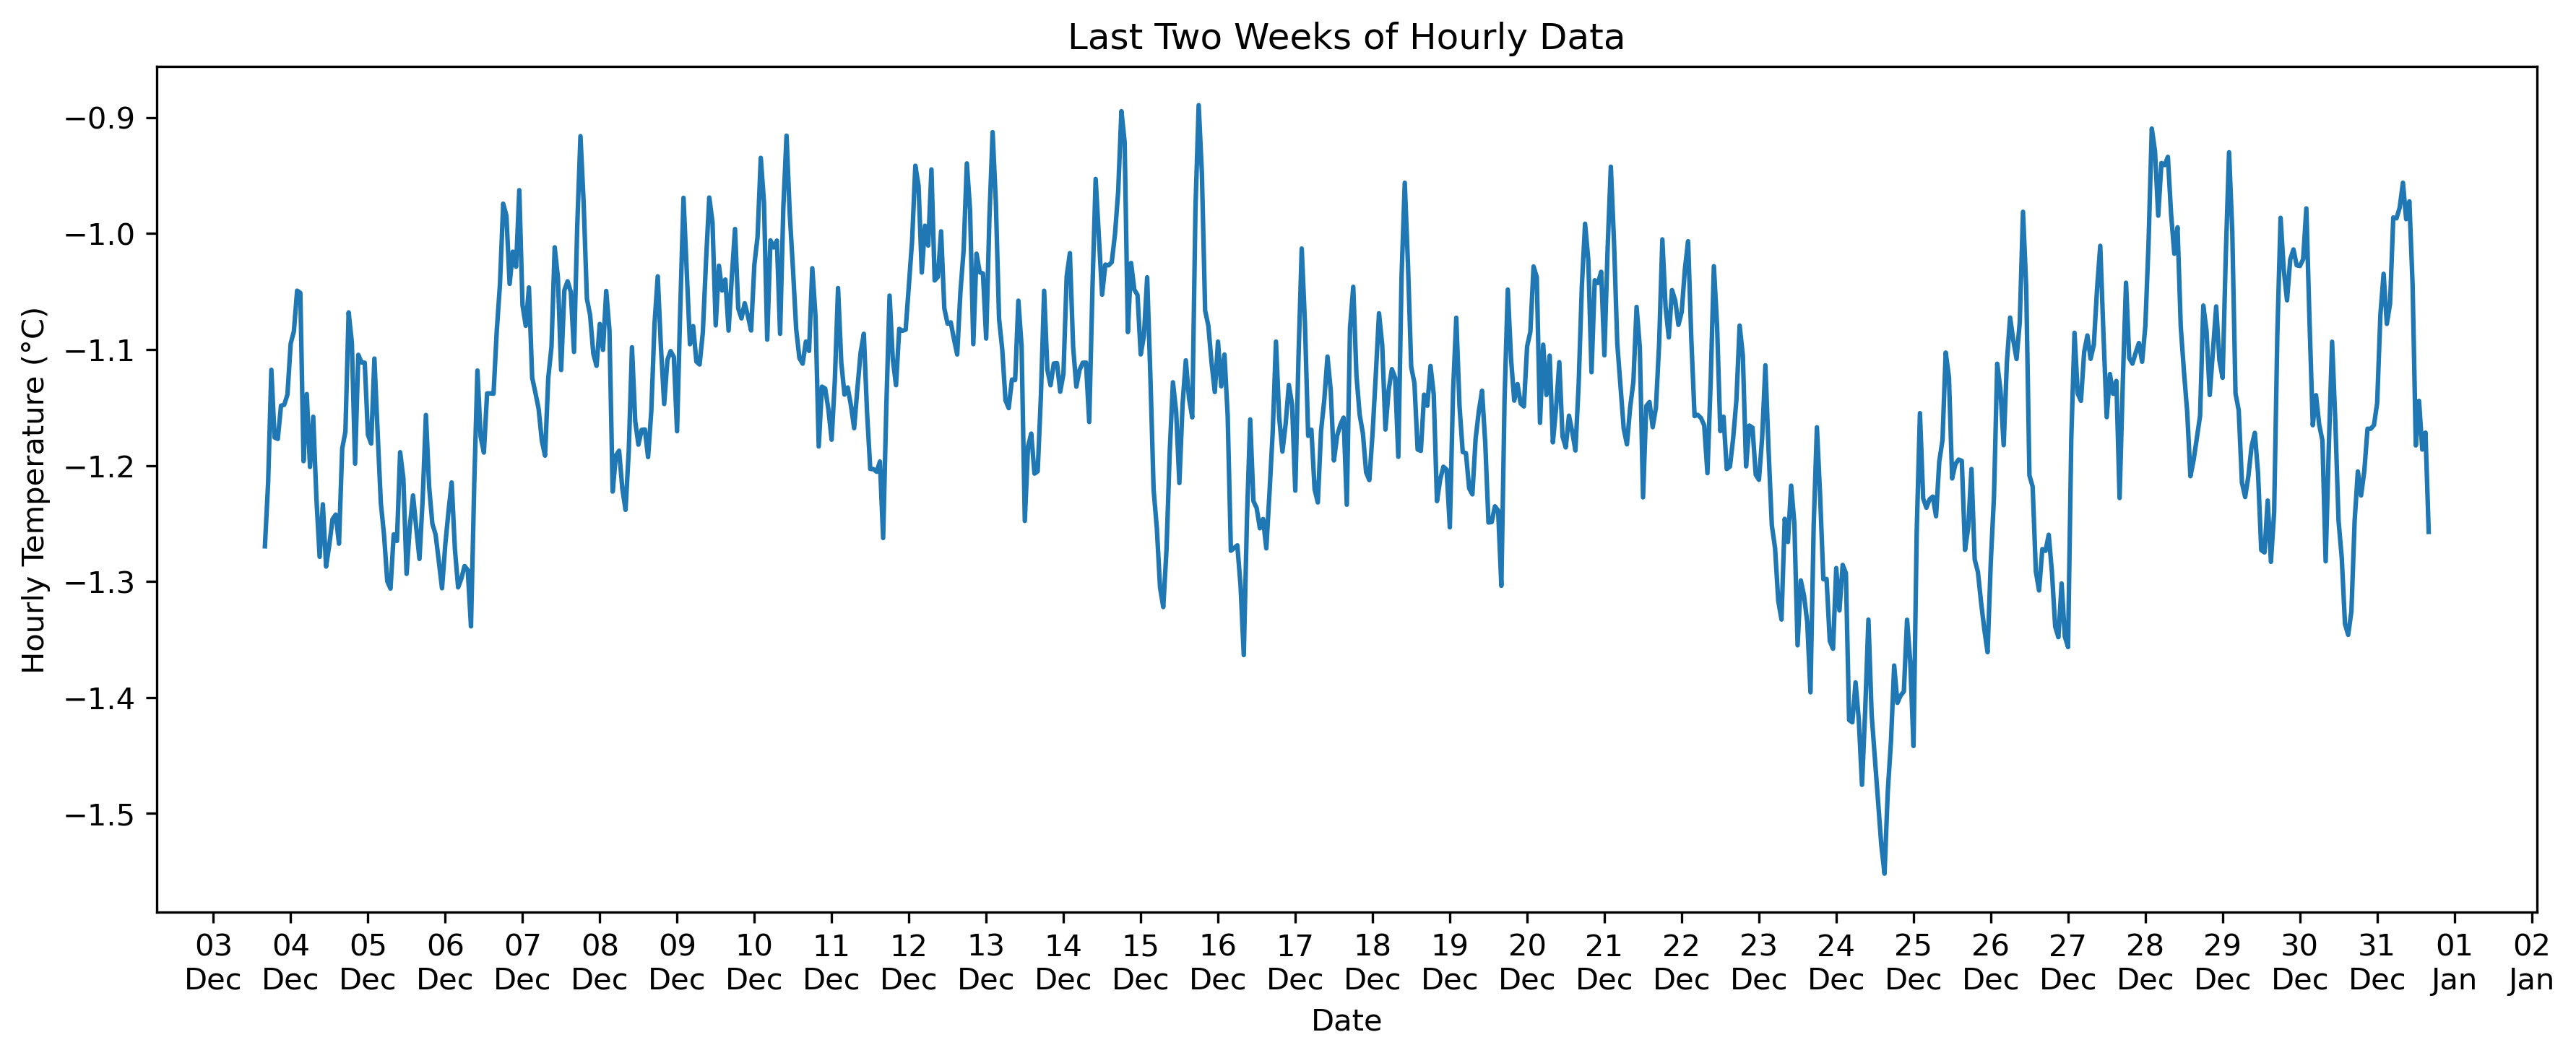 Last Two Weeks of Hourly Data
Hourly Temperature (°C)
−0.9
−1.0
−1.1
−1.2
−1.3
−1.4
−1.5
03 04 05 06 07 08 09 10 11 12 13 14 15 16 17 18 19 20 21 22 23 24 25 26 27 28 29 30 31 01 02
Dec Dec Dec Dec Dec Dec Dec Dec Dec Dec Dec Dec Dec Dec Dec Dec Dec Dec Dec Dec Dec Dec Dec Dec Dec Dec Dec Dec Dec Jan Jan
Date